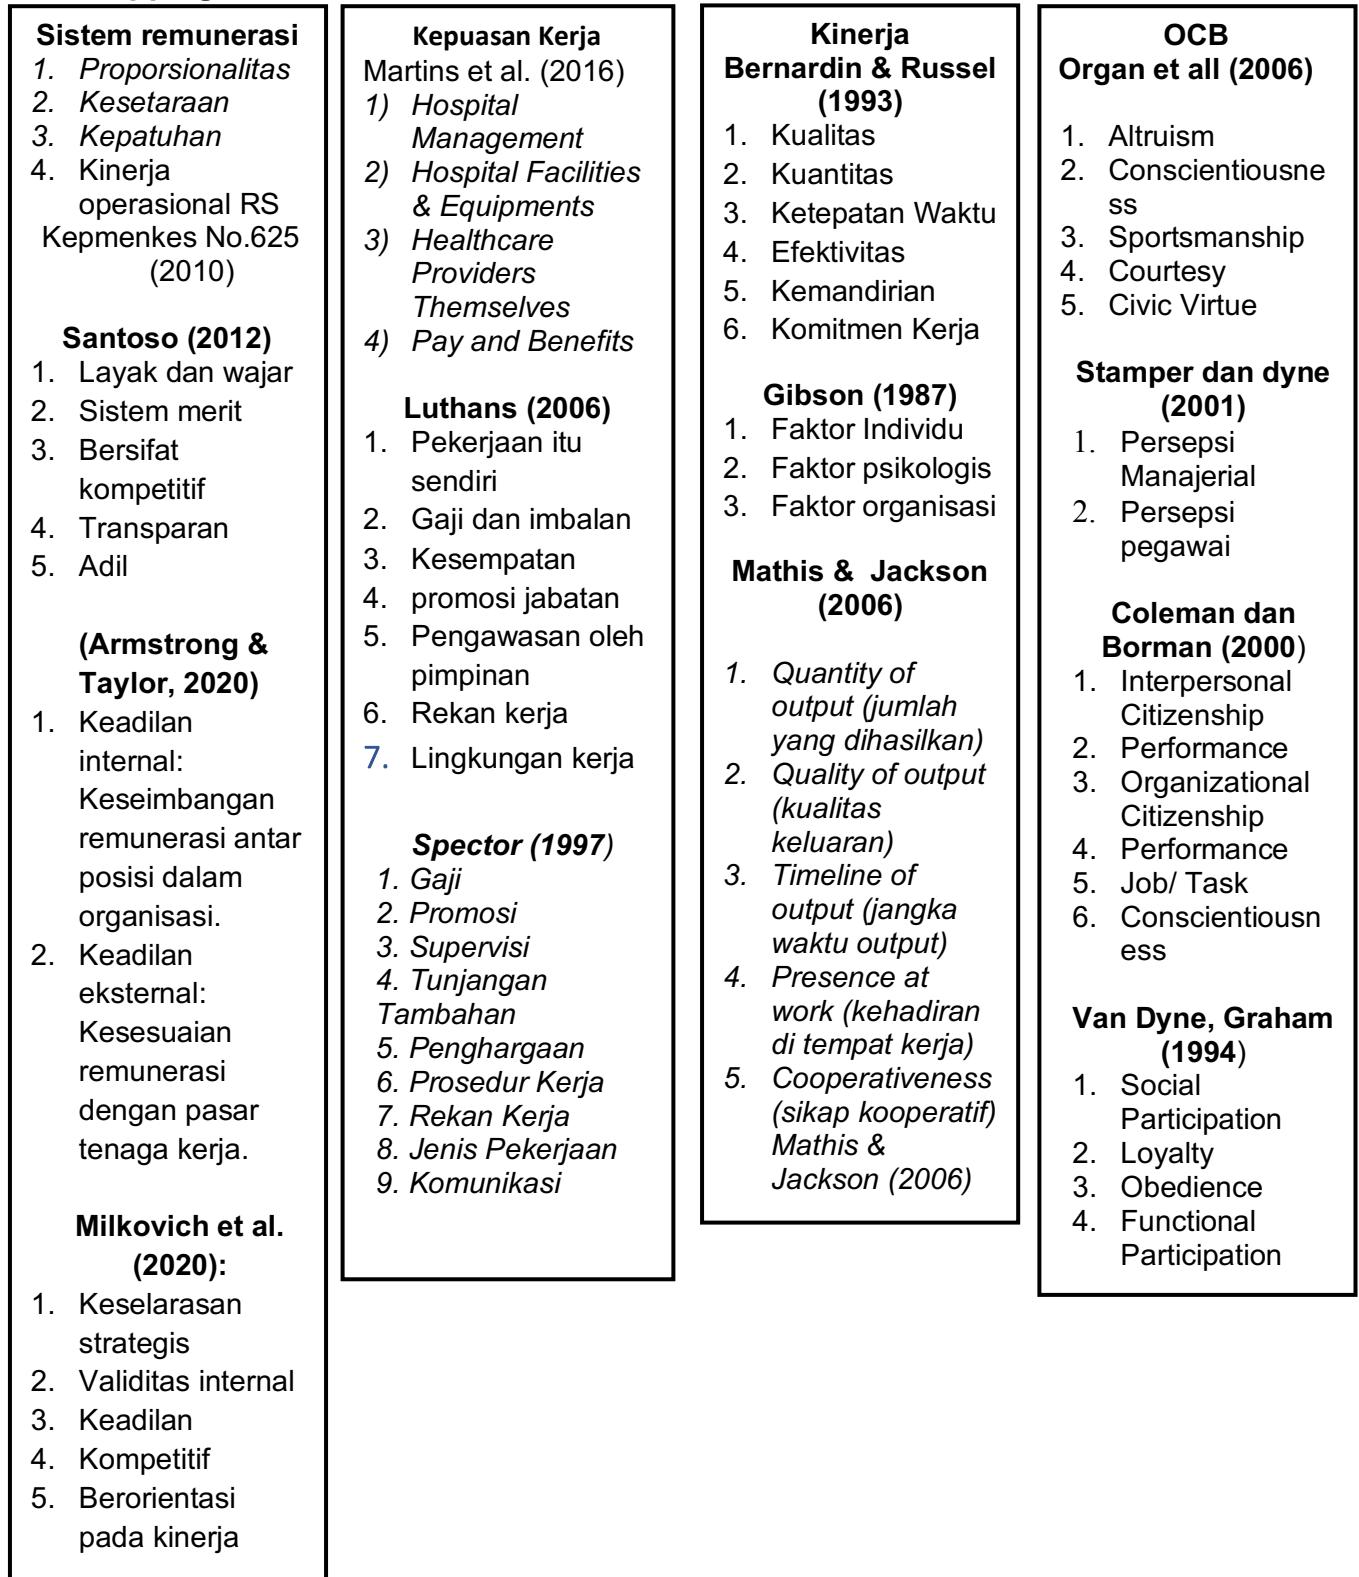 Sistem remunerasi
1. Proporsionalitas
2. Kesetaraan
3. Kepatuhan
4. Kinerja
operasional RS
Kepmenkes No.625
(2010)
Santoso (2012)
1. Layak dan wajar
2. Sistem merit
3. Bersifat
kompetitif
4. Transparan
5. Adil
(Armstrong &
Taylor, 2020)
1. Keadilan
internal:
Keseimbangan
remunerasi antar
posisi dalam
organisasi.
2. Keadilan
eksternal:
Kesesuaian
remunerasi
dengan pasar
tenaga kerja.
Milkovich et al.
(2020):
1. Keselarasan
strategis
2. Validitas internal
3. Keadilan
4. Kompetitif
5. Berorientasi
pada kinerja
Kepuasan Kerja
Martins et al. (2016)
1) Hospital
Management
2) Hospital Facilities
& Equipments
3) Healthcare
Providers
Themselves
4) Pay and Benefits
Luthans (2006)
1. Pekerjaan itu
sendiri
2. Gaji dan imbalan
3. Kesempatan
4. promosi jabatan
5. Pengawasan oleh
pimpinan
6. Rekan kerja
7. Lingkungan kerja
Spector (1997)
1. Gaji
2. Promosi
3. Supervisi
4. Tunjangan
Tambahan
5. Penghargaan
6. Prosedur Kerja
7. Rekan Kerja
8. Jenis Pekerjaan
9. Komunikasi
Kinerja
Bernardin & Russel
(1993)
1. Kualitas
2. Kuantitas
3. Ketepatan Waktu
4. Efektivitas
5. Kemandirian
6. Komitmen Kerja
Gibson (1987)
1. Faktor Individu
2. Faktor psikologis
3. Faktor organisasi
Mathis & Jackson
(2006)
1. Quantity of
output (jumlah
yang dihasilkan)
2. Quality of output
(kualitas
keluaran)
3. Timeline of
output (jangka
waktu output)
4. Presence at
work (kehadiran
di tempat kerja)
5. Cooperativeness
(sikap kooperatif)
Mathis &
Jackson (2006)
OCB
Organ et all (2006)
1. Altruism
2. Conscientiousne
ss
3. Sportsmanship
4. Courtesy
5. Civic Virtue
Stamper dan dyne
(2001)
1. Persepsi
Manajerial
2. Persepsi
pegawai
Coleman dan
Borman (2000)
1. Interpersonal
Citizenship
2. Performance
3. Organizational
Citizenship
4. Performance
5. Job/ Task
6. Conscientiousn
ess
Van Dyne, Graham
(1994)
1. Social
Participation
2. Loyalty
3. Obedience
4. Functional
Participation